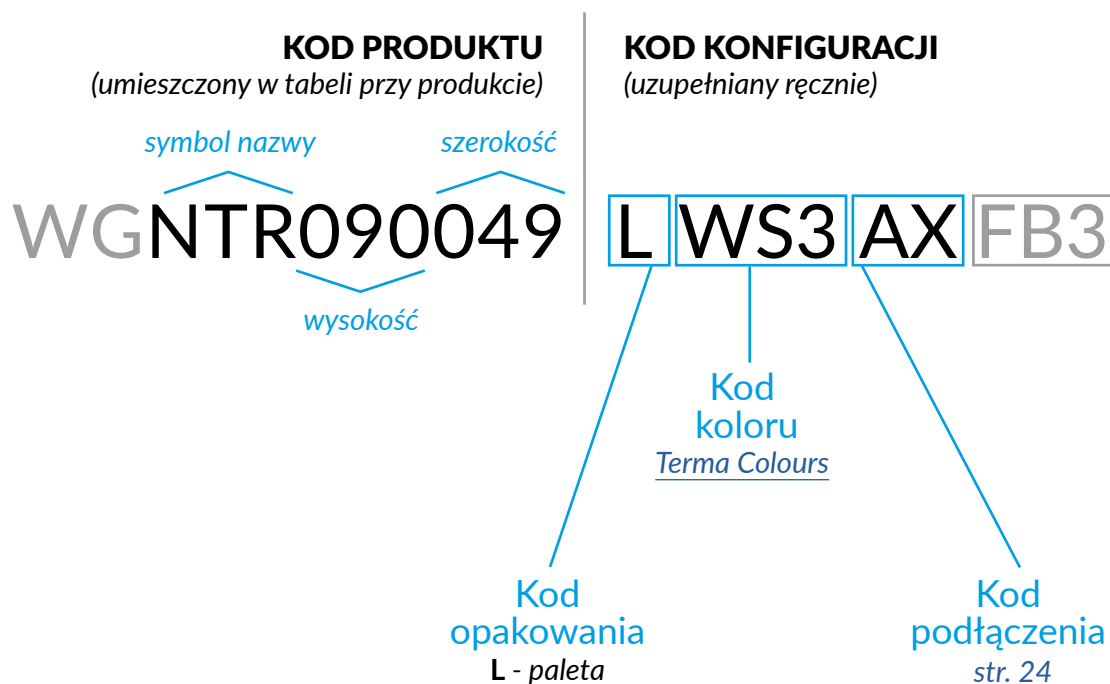 KOD PRODUKTU
(umieszczony w tabeli przy produkcie)
KOD KONFIGURACJI
(uzupełniany ręcznie)
symbol nazwy
szerokość
WGNTR090049
L WS3 AX FB3
wysokość
Kod
koloru
Terma Colours
Kod
opakowania
L - paleta
Kod
podłączenia
str. 24